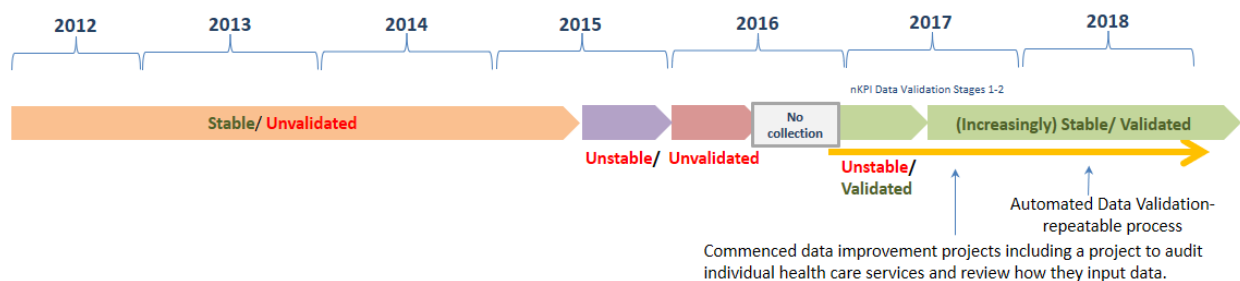 2012 2013 2014 2015 2016 2017 2018
nKPI Data Validation Stages 1-2
Stable/ Unvalidated
No
collection
(Increasingly) Stable/ Validated
Unstable/ Unvalidated
Unstable/
Validated
Automated Data Validation-
repeatable process
Commenced data improvement projects including a project to audit
individual health care services and review how they input data.